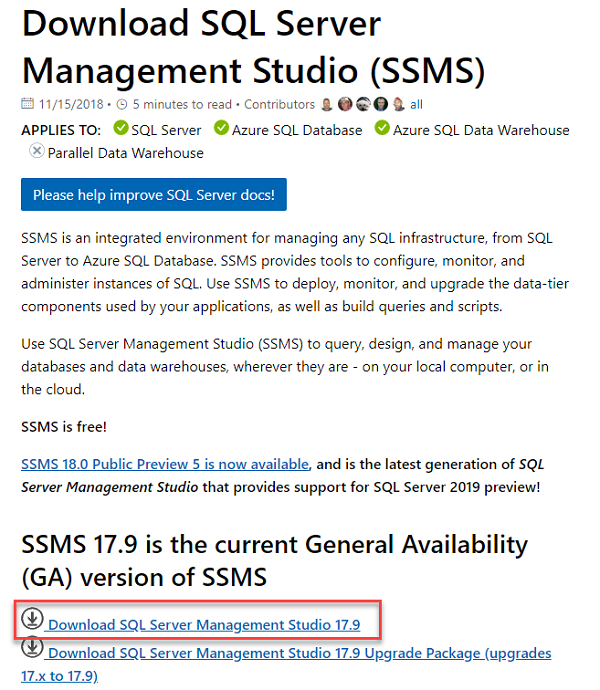 Download SQL Server
Management Studio (SSMS)
11/15/2018 • 5 minutes to read • Contributors all
APPLIES TO: SQL Server Azure SQL Database Azure SQL Data Warehouse
Parallel Data Warehouse
Please help improve SQL Server docs!
SSMS is an integrated environment for managing any SQL infrastructure, from SQL
Server to Azure SQL Database. SSMS provides tools to configure, monitor, and
administer instances of SQL. Use SSMS to deploy, monitor, and upgrade the data-tier
components used by your applications, as well as build queries and scripts.
Use SQL Server Management Studio (SSMS) to query, design, and manage your
databases and data warehouses, wherever they are - on your local computer, or in
the cloud.
SSMS is free!
SSMS 18.0 Public Preview 5 is now available, and is the latest generation of SQL
Server Management Studio that provides support for SQL Server 2019 preview!
SSMS 17.9 is the current General Availability
(GA) version of SSMS
Download SQL Server Management Studio 17.9
Download SQL Server Management Studio 17.9 Upgrade Package (upgrades
17.x to 17.9)